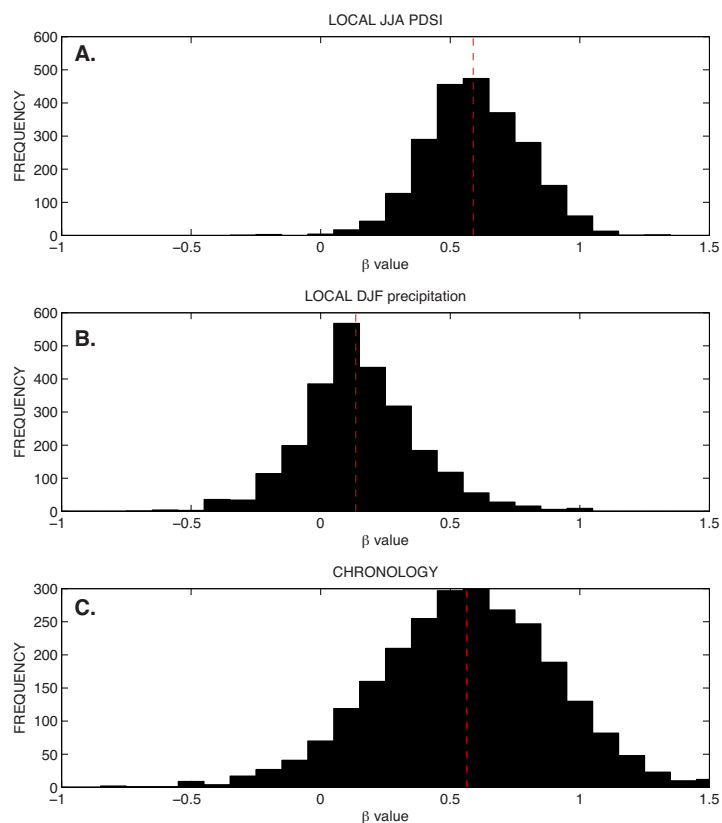 LOCAL JJA PDSI
A.
600
500
400
300
200
100
0
FREQUENCY
-1 -0.5 0 0.5 1 1.5
β value
LOCAL DJF precipitation
B.
600
500
400
300
200
100
0
FREQUENCY
-1 -0.5 0 0.5 1 1.5
β value
CHRONOLOGY
C.
300
250
200
150
100
50
0
FREQUENCY
-1 -0.5 0 0.5 1 1.5
β value